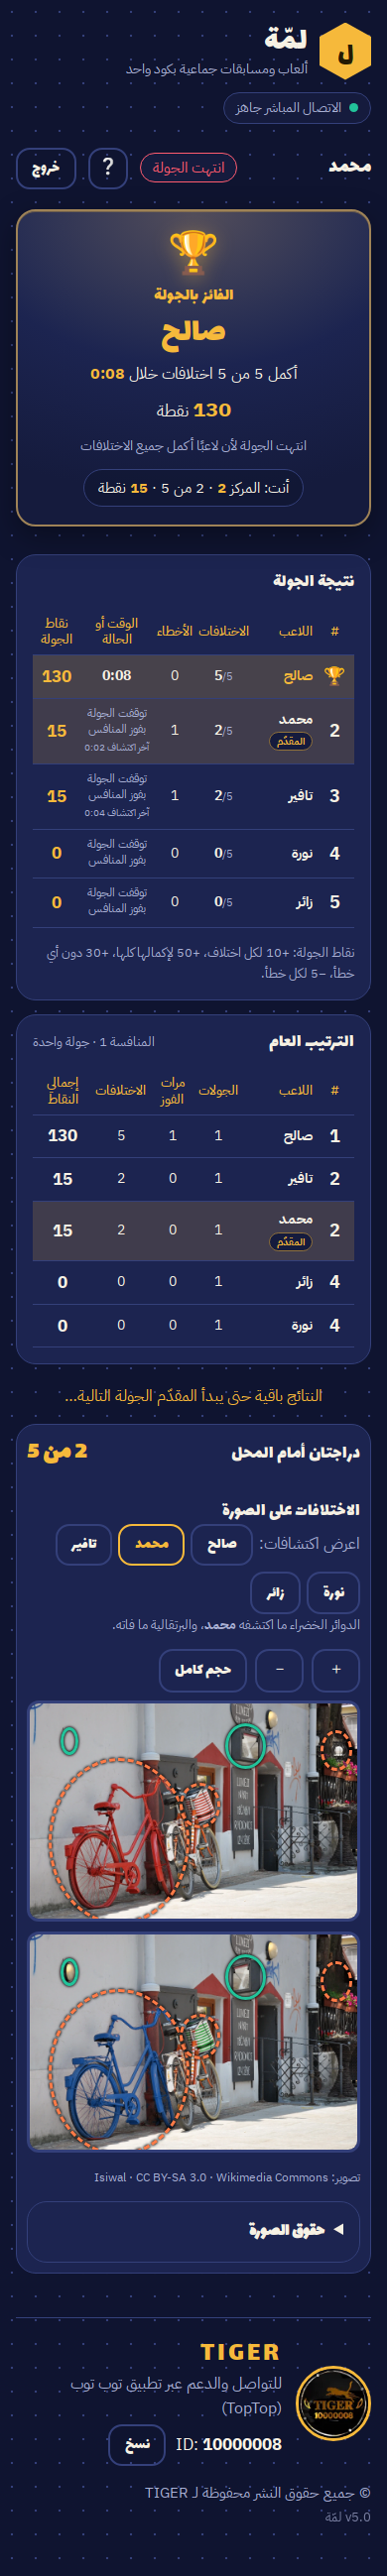 ل
لمّة
ألعاب ومسابقات جماعية بكود واحد
الاتصال المباشر جاهز
محمد
انتهت الجولة
?
خروج
الفائز بالجولة
صالح
أكمل 5 من 5 اختلافات خلال 0:08
130 نقطة
انتهت الجولة لأن لاعبًا أكمل جميع الاختلافات
أنت: المركز 2 · 2 من 5 · 15 نقطة
نتيجة الجولة
# اللاعب الاختلافات الأخطاء الوقت أو الحالة نقاط الجولة
صالح 5/5 0 0:08 130
2 محمد المقدّم 2/5 1 توقفت الجولة بفوز المنافس آخر اكتشاف 0:02 15
3 تافير 2/5 1 توقفت الجولة بفوز المنافس آخر اكتشاف 0:04 15
4 نورة 0/5 0 توقفت الجولة بفوز المنافس 0
5 زائر 0/5 0 توقفت الجولة بفوز المنافس 0
نقاط الجولة: +10 لكل اختلاف، +50 لإكمالها كلها، +30 دون أي
خطأ، −5 لكل خطأ.
الترتيب العام
المنافسة 1 · جولة واحدة
# اللاعب الجولات مرات الفوز الاختلافات إجمالي النقاط
1 صالح 1 1 5 130
2 تافير 1 0 2 15
2 محمد المقدّم 1 0 2 15
4 زائر 1 0 0 0
4 نورة 1 0 0 0
النتائج باقية حتى يبدأ المقدّم الجولة التالية...
دراجتان أمام المحل
2 من 5
الاختلافات على الصورة
اعرض اكتشافات: صالح محمد تافير
نورة زائر
الدوائر الخضراء ما اكتشفه محمد، والبرتقالية ما فاته.
+ − حجم كامل
تصوير: Isiwal · CC BY-SA 3.0 · Wikimedia Commons
◀ حقوق الصورة
TIGER
10000008
TIGER
للتواصل والدعم عبر تطبيق توب توب
(TopTop)
ID: 10000008 نسخ
© جميع حقوق النشر محفوظة لـ TIGER
لمّة v5.0